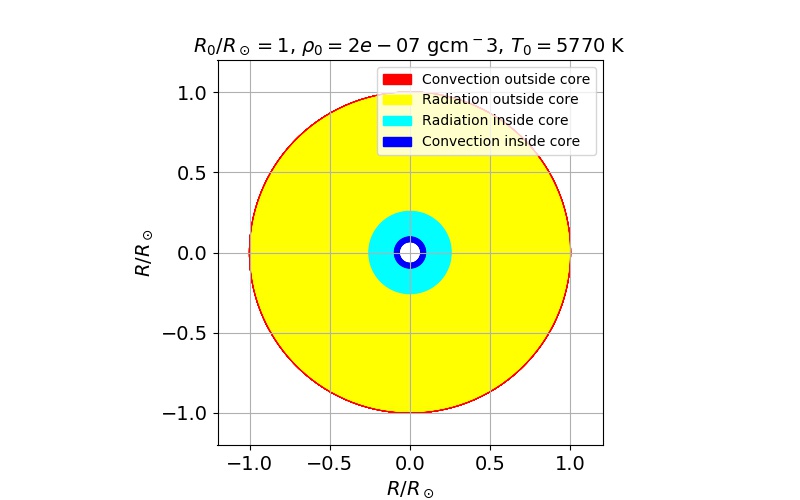 R₀/R⊙ = 1, ρ₀ = 2e − 07 gcm⁻3, T₀ = 5770 K
Convection outside core
Radiation outside core
Radiation inside core
Convection inside core
1.0
0.5
0.0
−0.5
−1.0
R/R⊙
−1.0 −0.5 0.0 0.5 1.0
R/R⊙